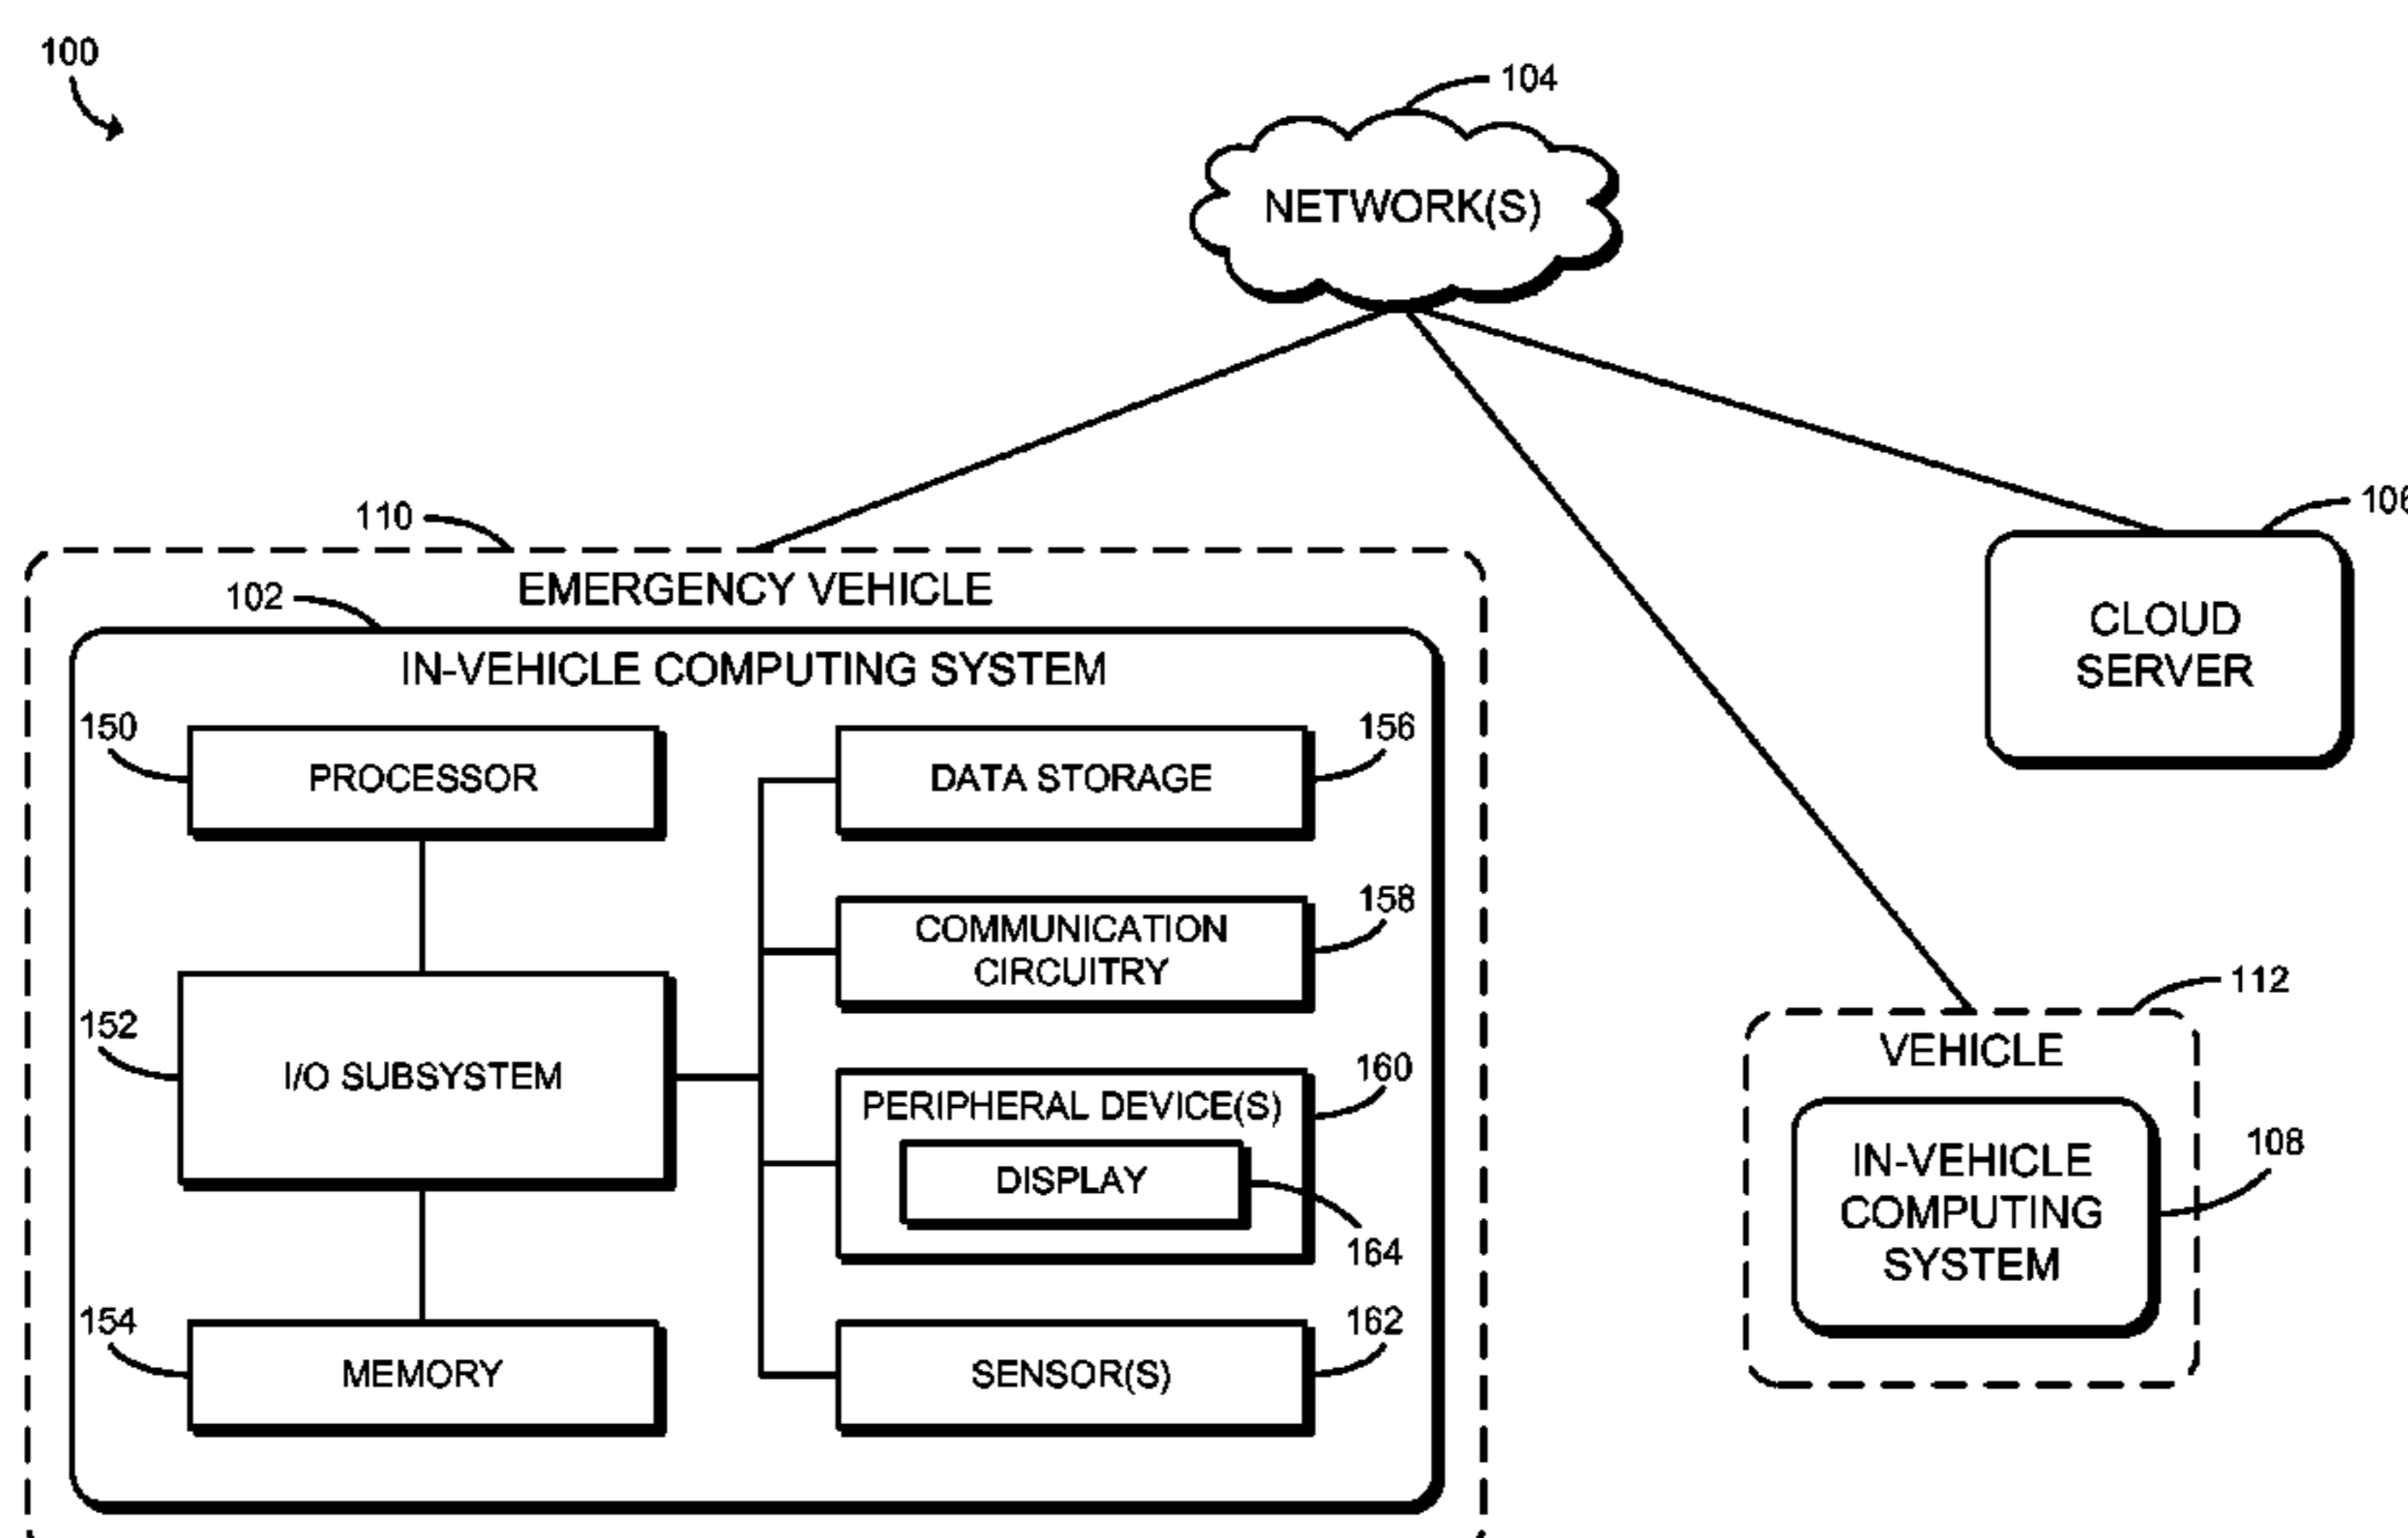 100
104
NETWORK(S)
110
106
EMERGENCY VEHICLE
102
CLOUD
SERVER
IN-VEHICLE COMPUTING SYSTEM
150
PROCESSOR
156
DATA STORAGE
158
COMMUNICATION
CIRCUITRY
152
I/O SUBSYSTEM
160
PERIPHERAL DEVICE(S)
DISPLAY
164
154
MEMORY
162
SENSOR(S)
112
VEHICLE
108
IN-VEHICLE
COMPUTING
SYSTEM